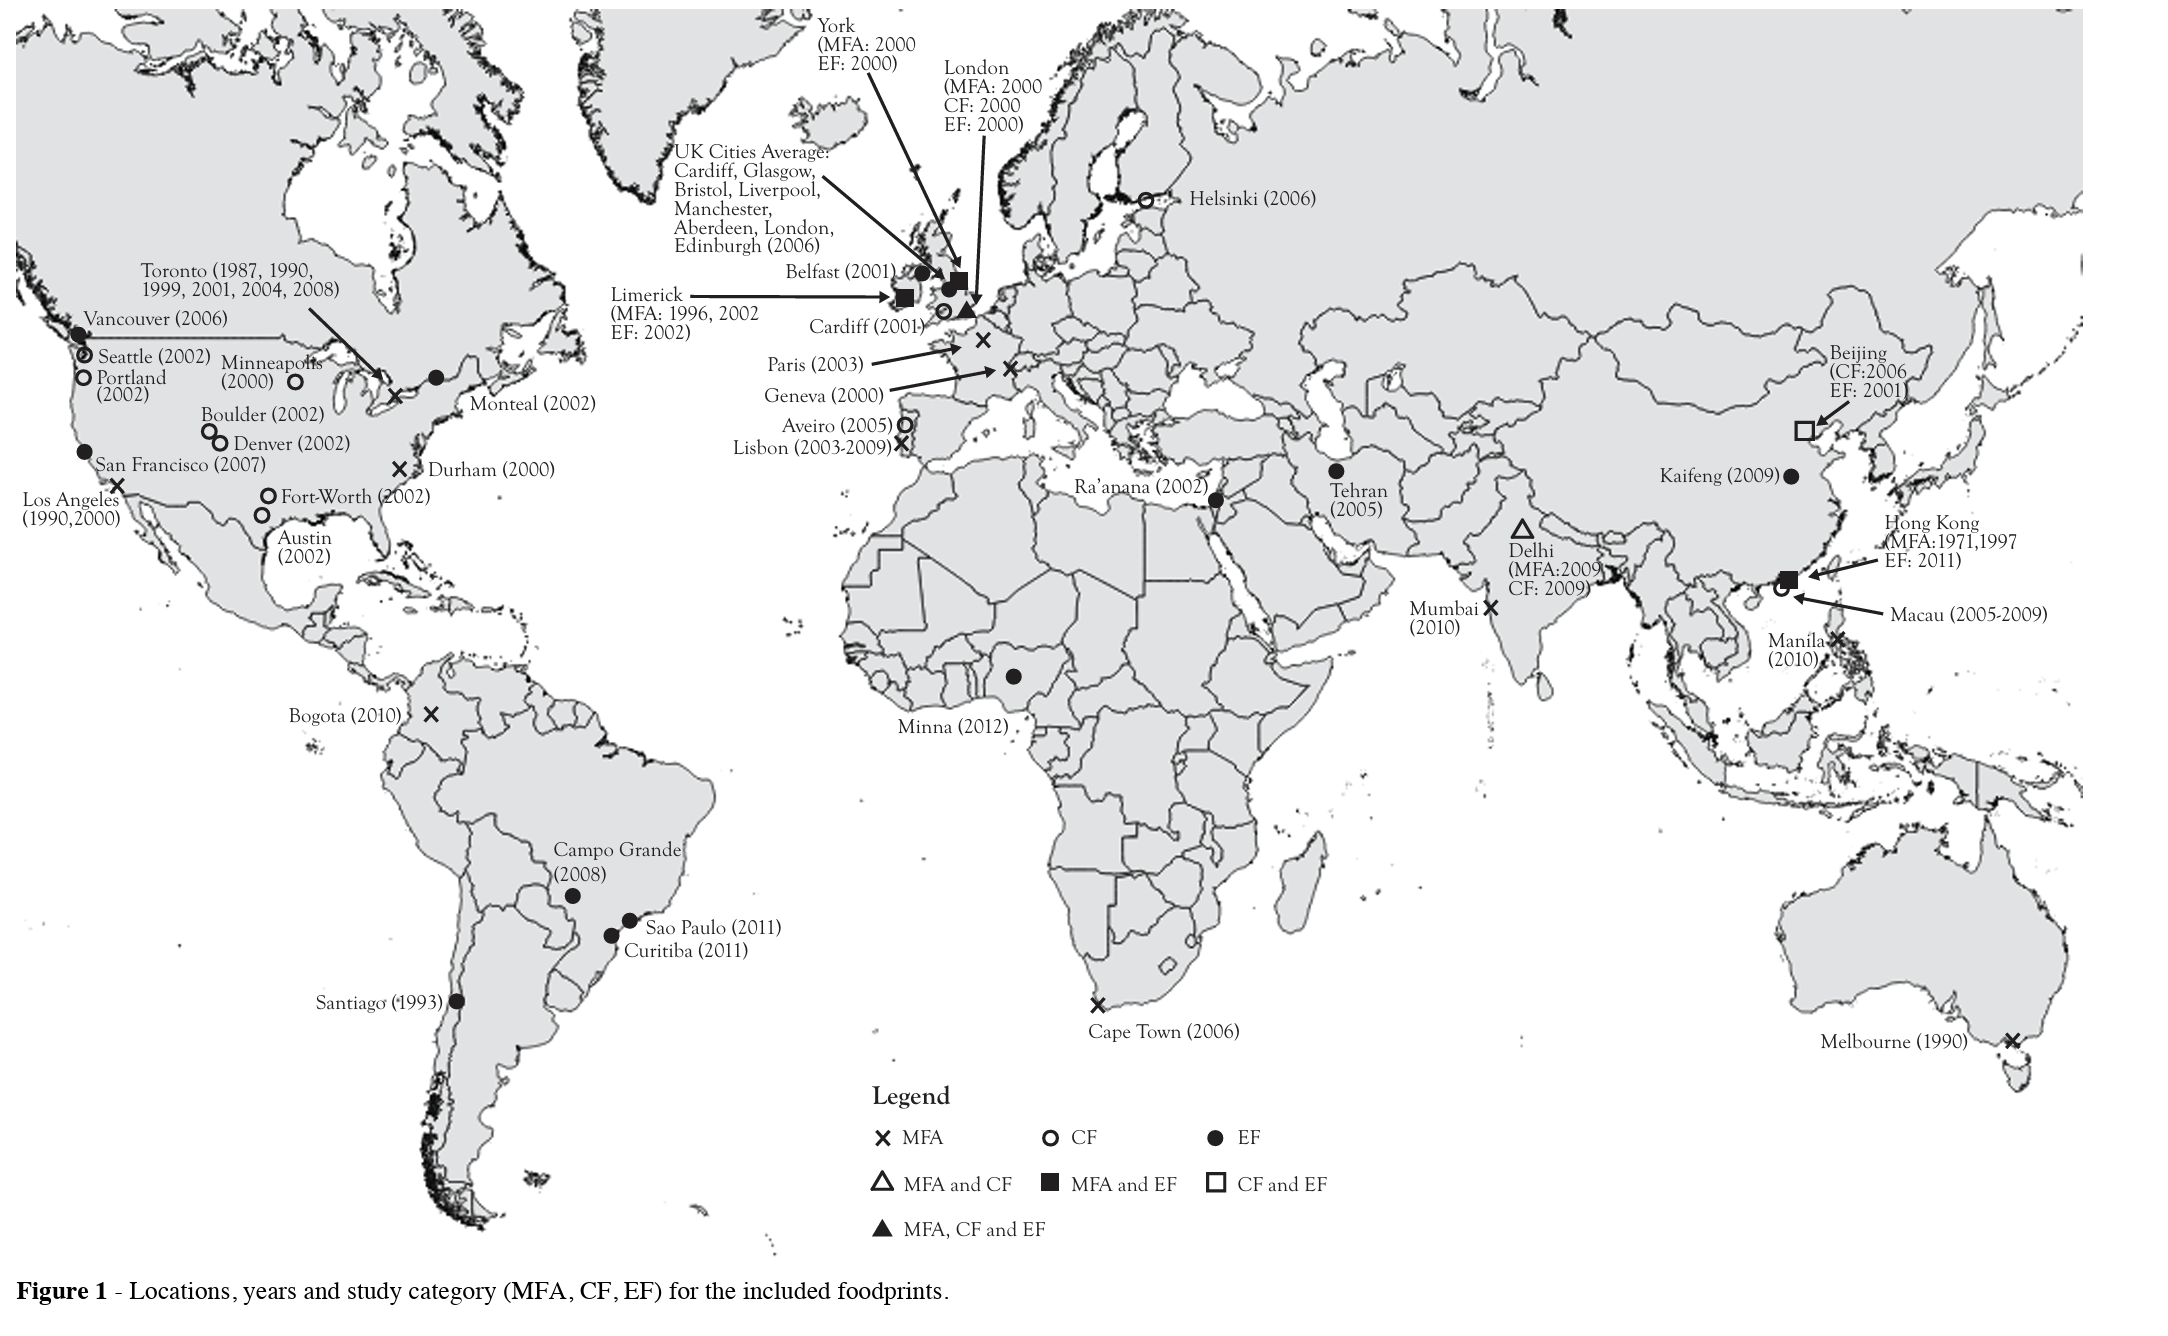 York
(MFA: 2000
EF: 2000)
London
(MFA: 2000
CF: 2000
EF: 2000)
UK Cities Average:
Cardiff, Glasgow,
Bristol, Liverpool,
Manchester,
Aberdeen, London,
Edinburgh (2006)
Helsinki (2006)
Belfast (2001)
Limerick
(MFA: 1996, 2002
EF: 2002)
Cardiff (2001)
Paris (2003)
Geneva (2000)
Aveiro (2005)
Lisbon (2003-2009)
Toronto (1987, 1990,
1999, 2001, 2004, 2008)
Vancouver (2006)
Seattle (2002)
Portland
(2002)
Minneapolis
(2000)
Monteal (2002)
Boulder (2002)
Denver (2002)
San Francisco (2007)
Durham (2000)
Los Angeles
(1990,2000)
Fort-Worth (2002)
Austin
(2002)
Beijing
(CF:2006
EF: 2001)
Kaifeng (2009)
Ra'anana (2002)
Tehran
(2005)
Hong Kong
(MFA:1971,1997
EF: 2011)
Delhi
(MFA:2009
CF: 2009)
Mumbai
(2010)
Macau (2005-2009)
Manila
(2010)
Bogota (2010)
Minna (2012)
Campo Grande
(2008)
Sao Paulo (2011)
Curitiba (2011)
Santiago (1993)
Cape Town (2006)
Melbourne (1990)
Legend
MFA
CF
EF
MFA and CF
MFA and EF
CF and EF
MFA, CF and EF
Figure 1 - Locations, years and study category (MFA, CF, EF) for the included foodprints.